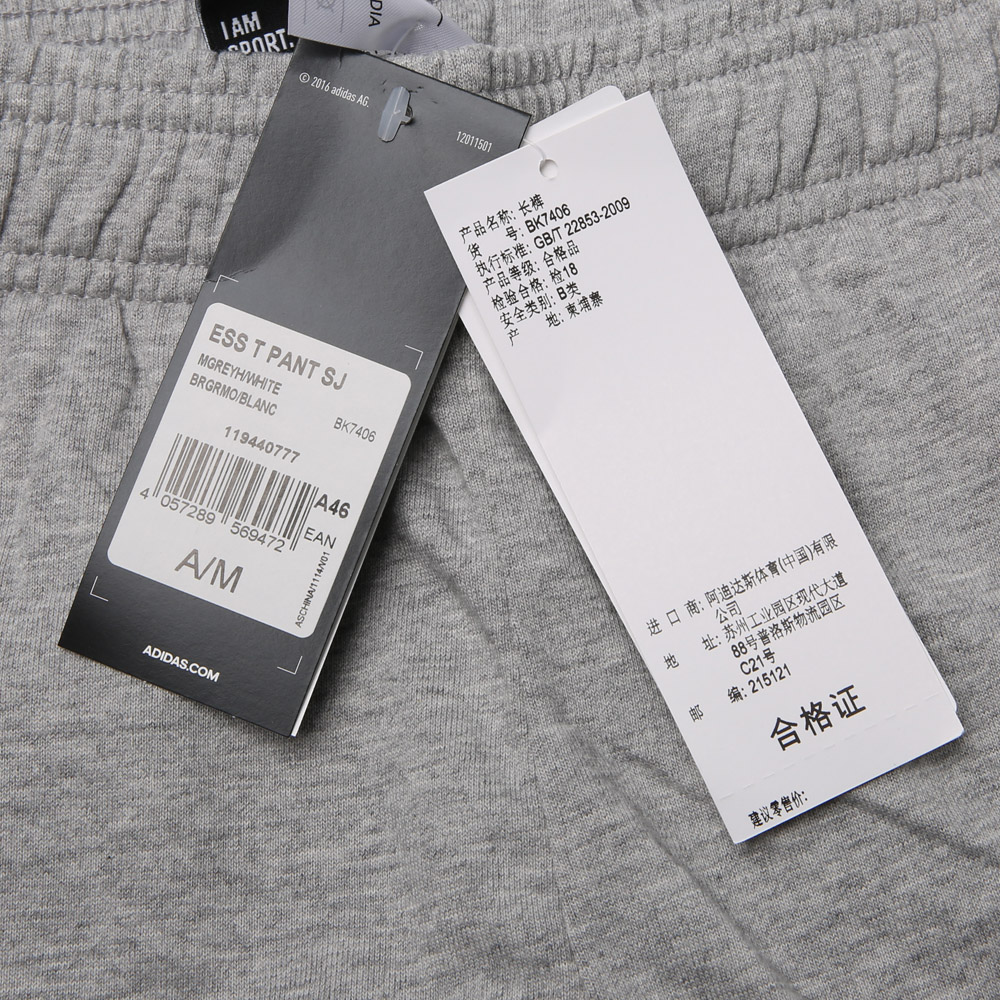 I AM
SPORT.
DIA
© 2016 adidas AG.
12011501
ESS T PANT SJ
MGREYH/WHITE
BRGRMO/BLANC
BK7406
119440777
A46
4 057289 569472 EAN
A/M
ASCHINA/1114/V01
ADIDAS.COM
产品名称: 长裤
货 号: BK7406
执行标准: GB/T 22853-2009
产品等级: 合格品
检验合格: 检18
安全类别: B类
产 地: 柬埔寨
进 口 商: 阿迪达斯体育(中国)有限
公司
地 址: 苏州工业园区现代大道
88号普洛斯物流园区
C21号
邮 编: 215121
合格证
建议零售价: